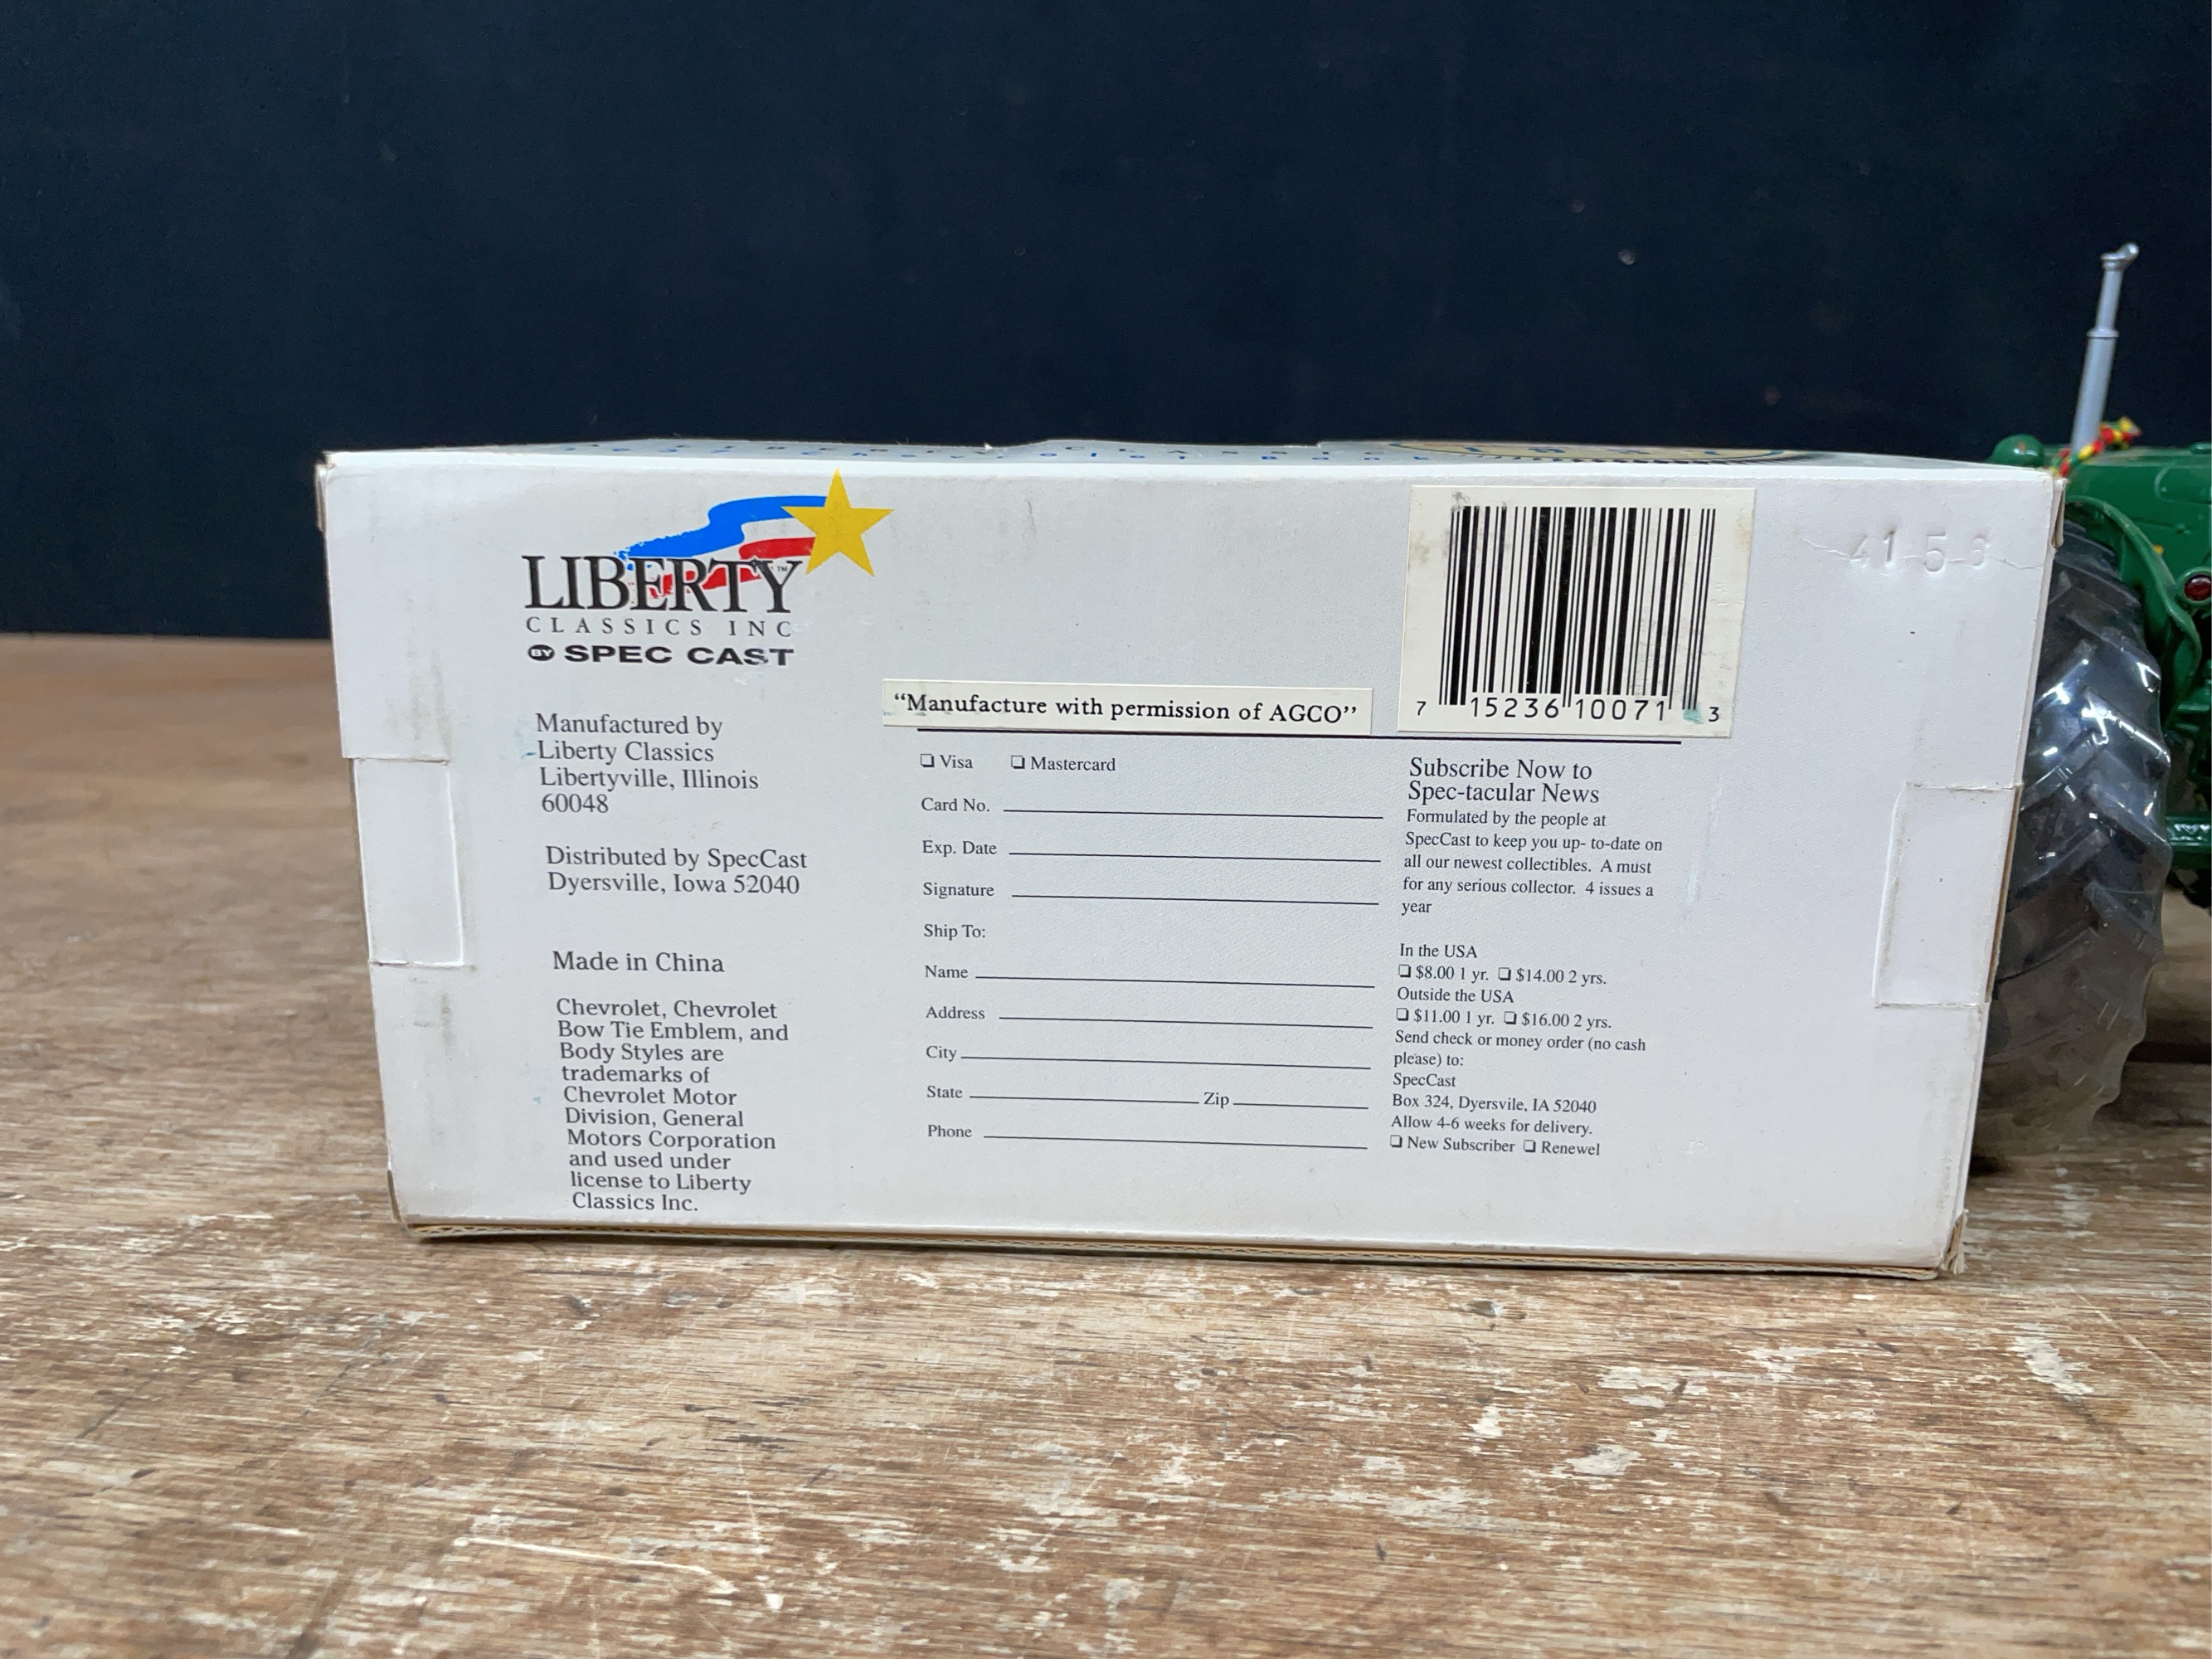 LIBERTY™
CLASSICS INC
BY SPEC CAST
Manufactured by
Liberty Classics
Libertyville, Illinois
60048
Distributed by SpecCast
Dyersville, Iowa 52040
Made in China
Chevrolet, Chevrolet
Bow Tie Emblem, and
Body Styles are
trademarks of
Chevrolet Motor
Division, General
Motors Corporation
and used under
license to Liberty
Classics Inc.
“Manufacture with permission of AGCO”
❏ Visa ❏ Mastercard
Card No.
Exp. Date
Signature
Ship To:
Name
Address
City
State Zip
Phone
7 15236 10071 3
Subscribe Now to
Spec-tacular News
Formulated by the people at
SpecCast to keep you up- to-date on
all our newest collectibles. A must
for any serious collector. 4 issues a
year
In the USA
❏ $8.00 1 yr. ❏ $14.00 2 yrs.
Outside the USA
❏ $11.00 1 yr. ❏ $16.00 2 yrs.
Send check or money order (no cash
please) to:
SpecCast
Box 324, Dyersvile, IA 52040
Allow 4-6 weeks for delivery.
❏ New Subscriber ❏ Renewel